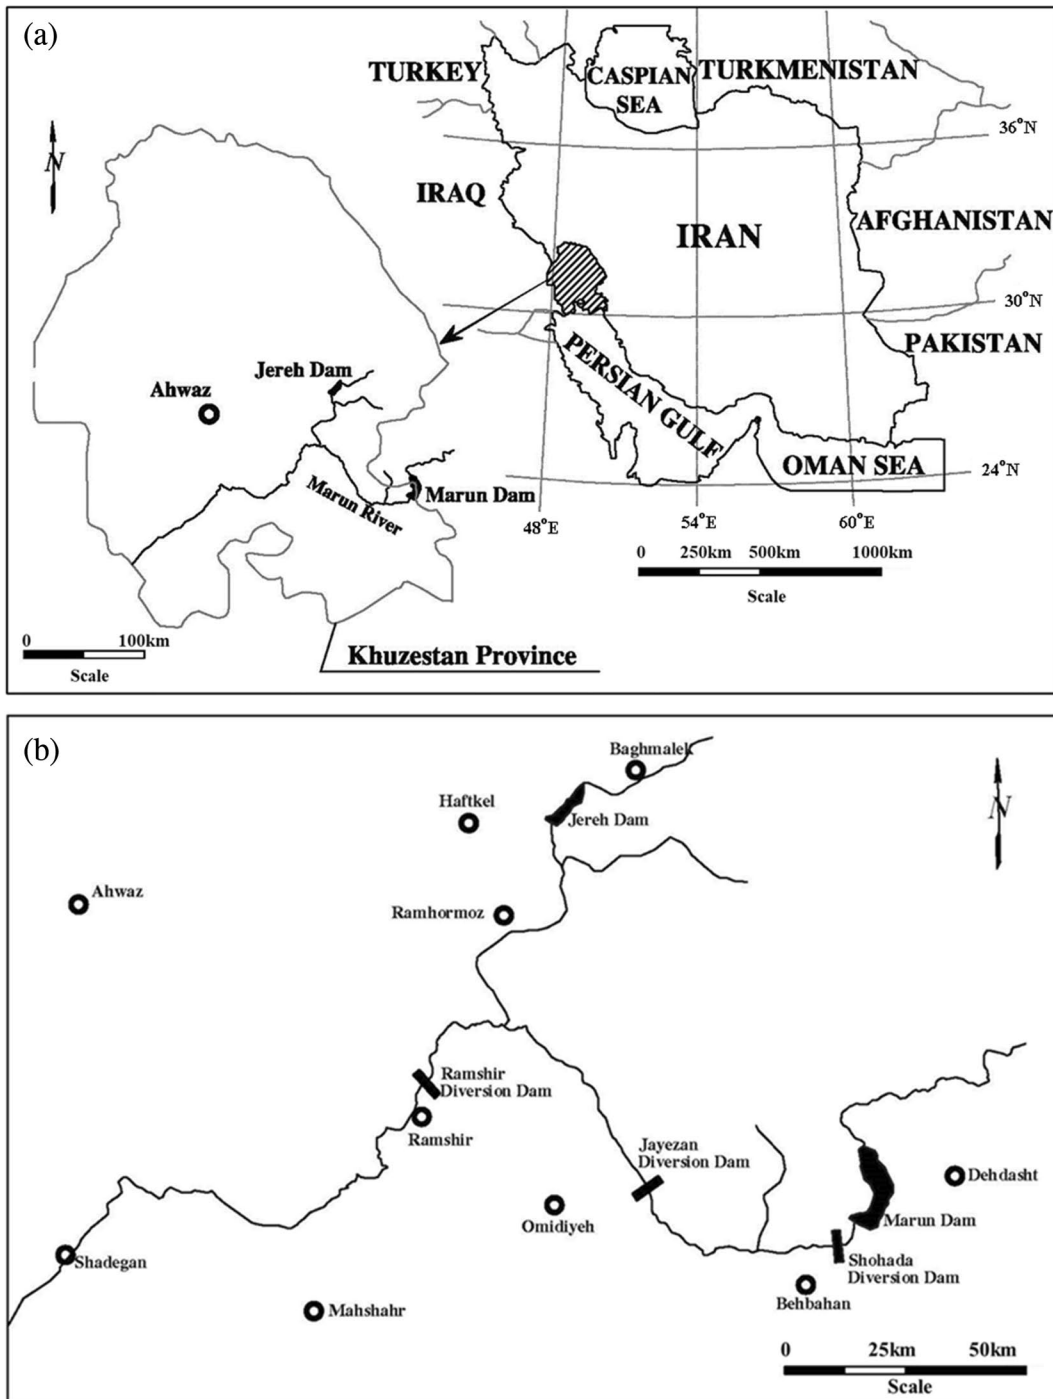 (a)
TURKEY
CASPIAN
SEA
TURKMENISTAN
36°N
N
IRAQ
IRAN
AFGHANISTAN
30°N
PAKISTAN
PERSIAN GULF
Jereh Dam
Ahwaz
OMAN SEA
24°N
Marun Dam
Marun River
48°E
54°E
60°E
0 250km 500km 1000km
Scale
0 100km
Scale
Khuzestan Province
(b)
Baghmalek
N
Haftkel
Jereh Dam
Ahwaz
Ramhormoz
Ramshir
Diversion Dam
Ramshir
Jayezan
Diversion Dam
Dehdasht
Omidiyeh
Marun Dam
Shadegan
Shohada
Diversion Dam
Behbahan
Mahshahr
0 25km 50km
Scale